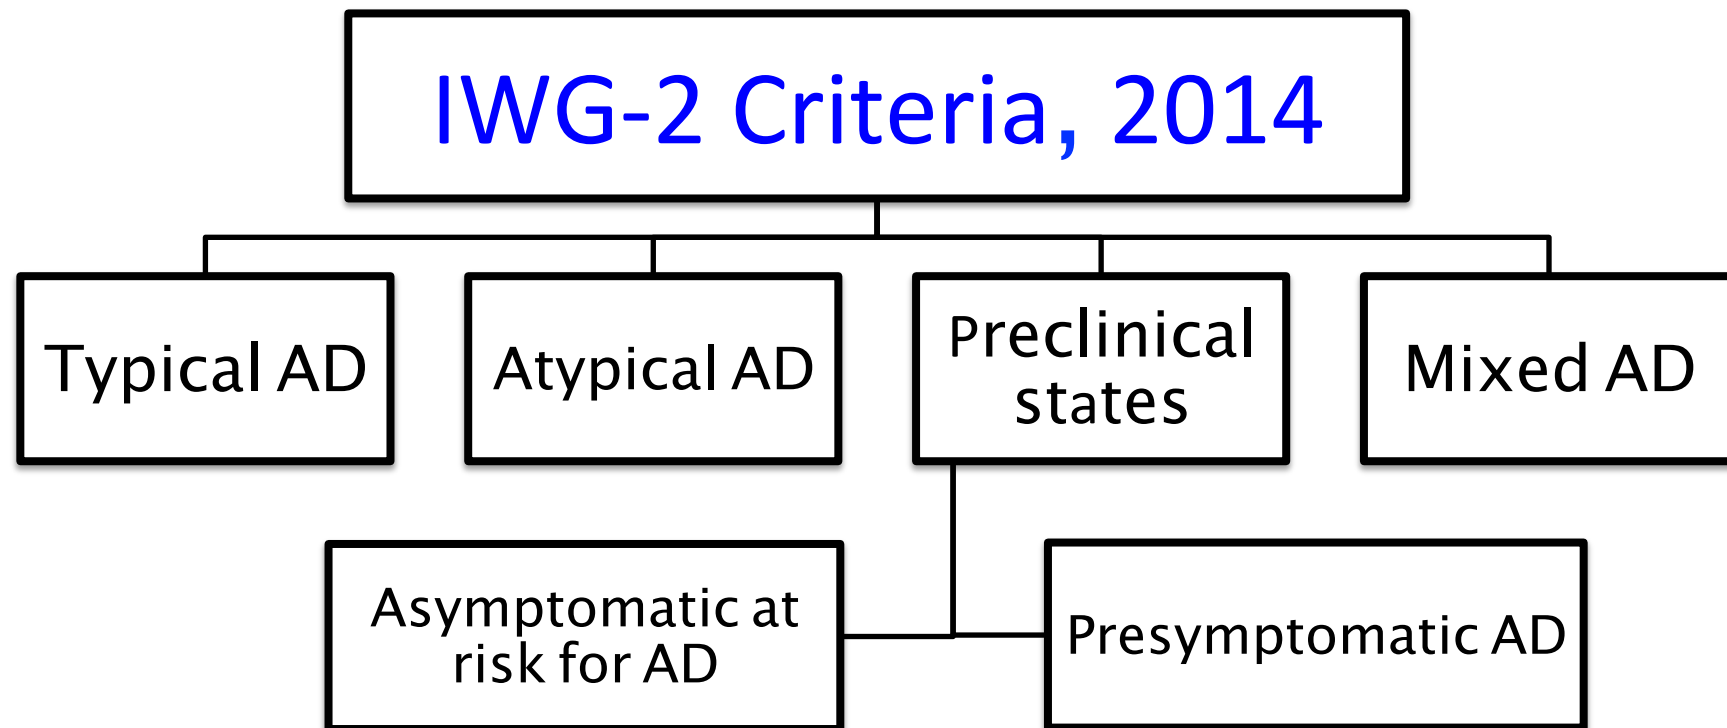 IWG-2 Criteria, 2014
Typical AD
Atypical AD
Preclinical
states
Mixed AD
Asymptomatic at
risk for AD
Presymptomatic AD